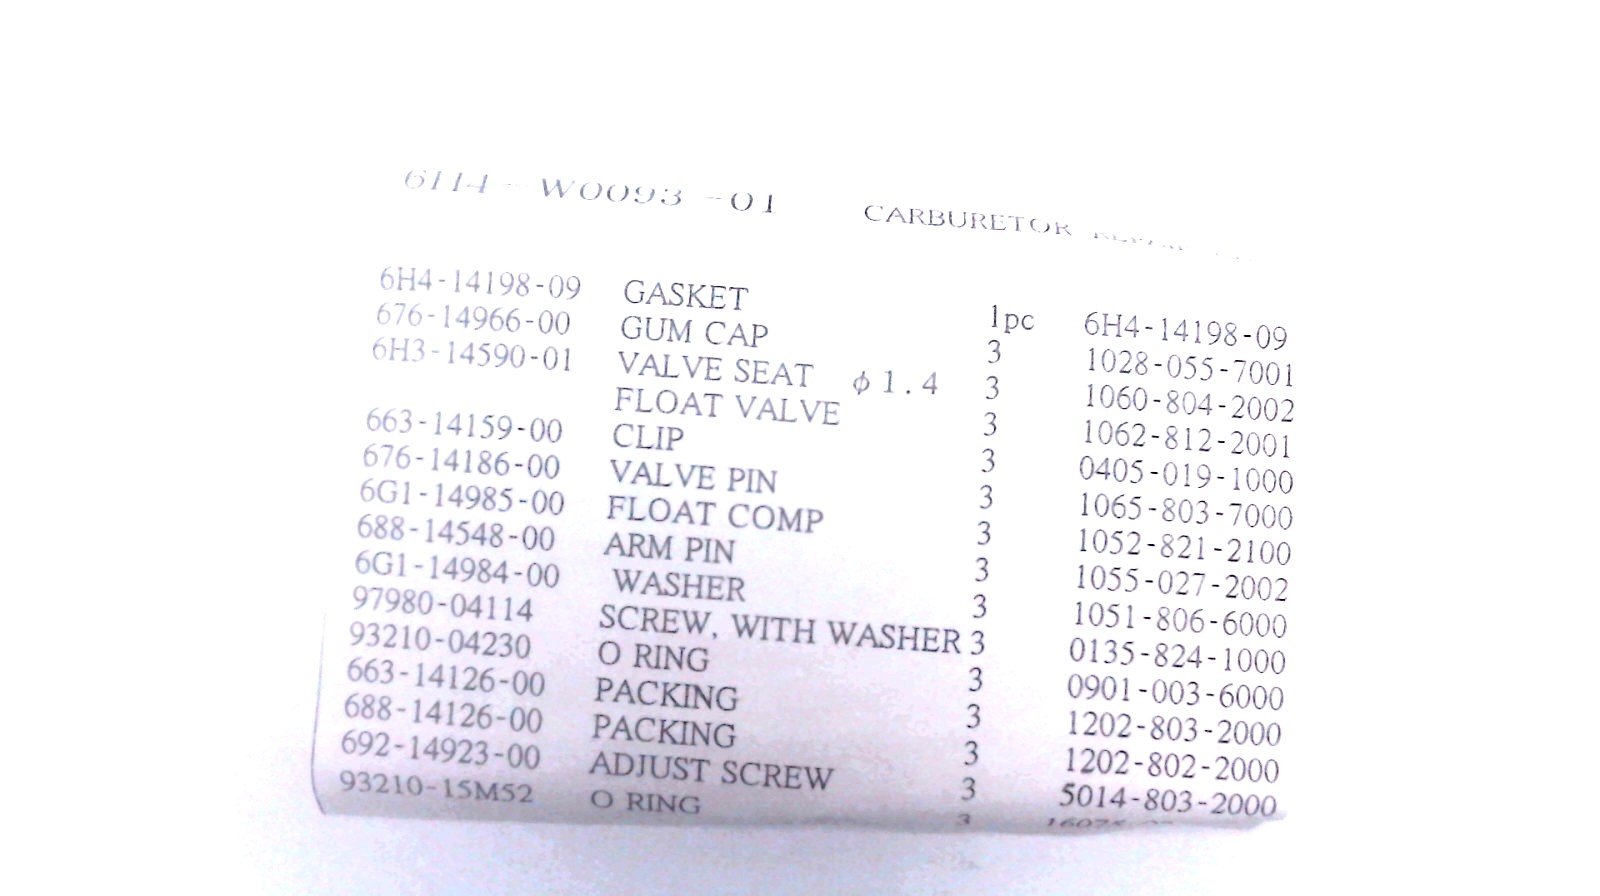 6H4-W0093-01 CARBURETOR
6H4-14198-09 GASKET 1pc 6H4-14198-09
676-14966-00 GUM CAP 3 1028-055-7001
6H3-14590-01 VALVE SEAT φ1.4 3 1060-804-2002
FLOAT VALVE 3 1062-812-2001
663-14159-00 CLIP 3 0405-019-1000
676-14186-00 VALVE PIN 3 1065-803-7000
6G1-14985-00 FLOAT COMP 3 1052-821-2100
688-14548-00 ARM PIN 3 1055-027-2002
6G1-14984-00 WASHER 3 1051-806-6000
97980-04114 SCREW, WITH WASHER 3 0135-824-1000
93210-04230 O RING 3 0901-003-6000
663-14126-00 PACKING 3 1202-803-2000
688-14126-00 PACKING 3 1202-802-2000
692-14923-00 ADJUST SCREW 3 5014-803-2000
93210-15M52 O RING 3